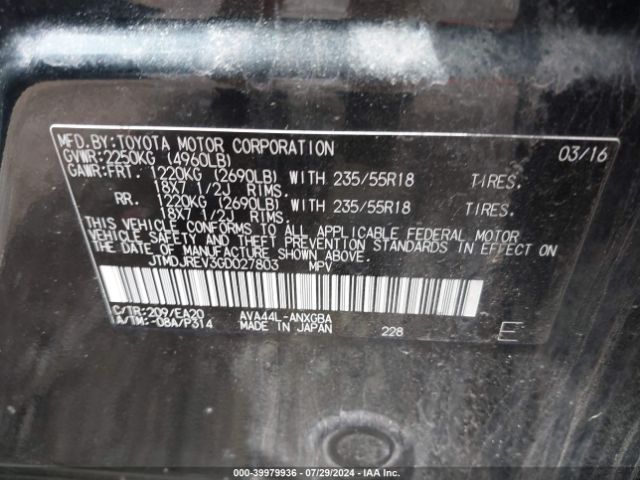 MFD.BY:TOYOTA MOTOR CORPORATION 03/16
GVWR:2250KG (4960LB)
GAWR:FRT. 1220KG (2690LB) WITH 235/55R18 TIRES.
18X7 1/2J RIMS.
RR. 1220KG (2690LB) WITH 235/55R18 TIRES.
18X7 1/2J RIMS.
THIS VEHICLE CONFORMS TO ALL APPLICABLE FEDERAL MOTOR
VEHICLE SAFETY AND THEFT PREVENTION STANDARDS IN EFFECT ON
THE DATE OF MANUFACTURE SHOWN ABOVE.
JTMDJREV3GD027803 MPV
C/TR:209/EA20 AVA44L-ANXGBA
A/TM:-08A/P314 MADE IN JAPAN 228 E
000-39979936 - 07/29/2024 - IAA Inc.